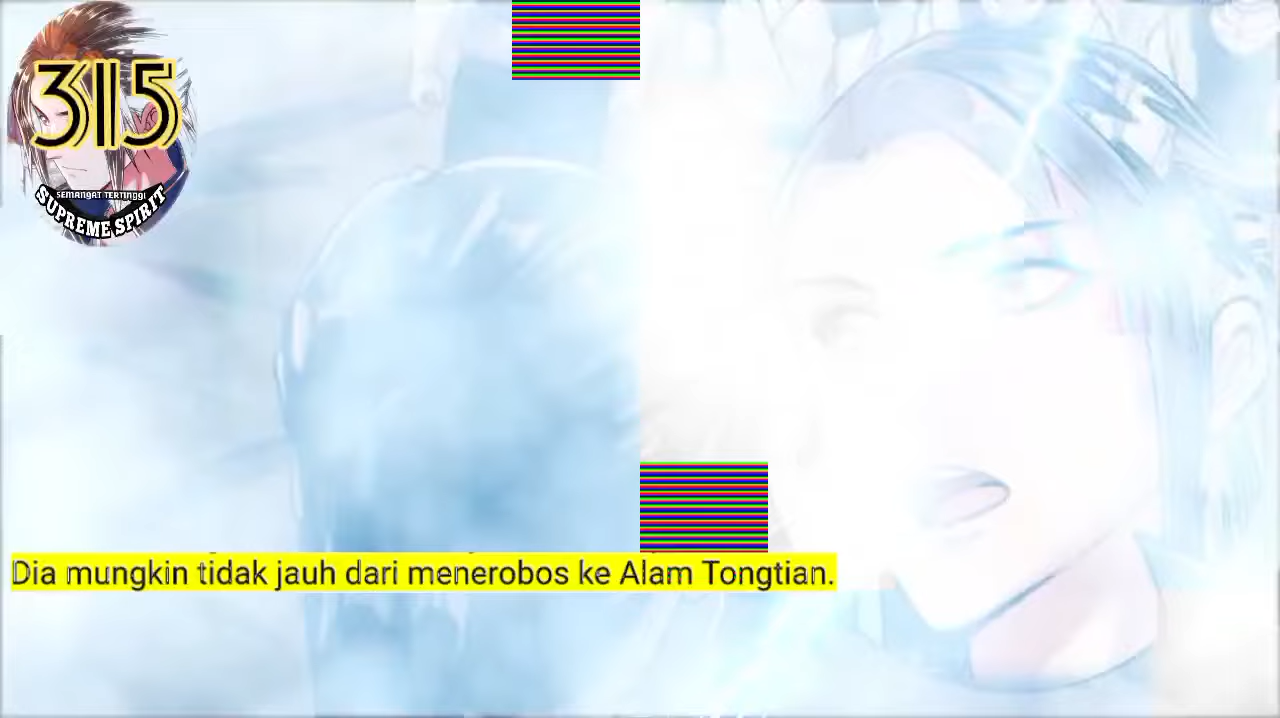 315
SEMANGAT TERTINGGI
SUPREME SPIRIT
Dia mungkin tidak jauh dari menerobos ke Alam Tongtian.